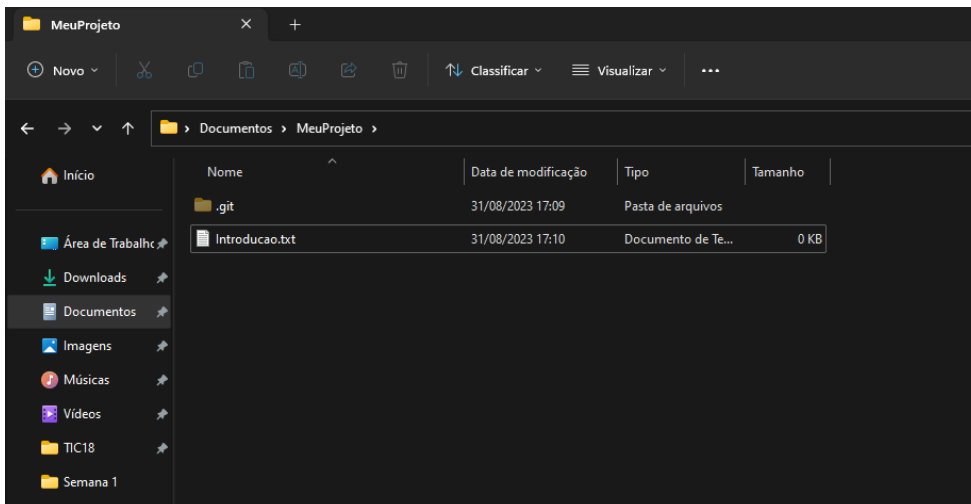 MeuProjeto
Novo
Classificar
Visualizar
Documentos > MeuProjeto >
Início
Nome Data de modificação Tipo Tamanho
.git 31/08/2023 17:09 Pasta de arquivos
Introducao.txt 31/08/2023 17:10 Documento de Te... 0 KB
Área de Trabalho
Downloads
Documentos
Imagens
Músicas
Vídeos
TIC18
Semana 1